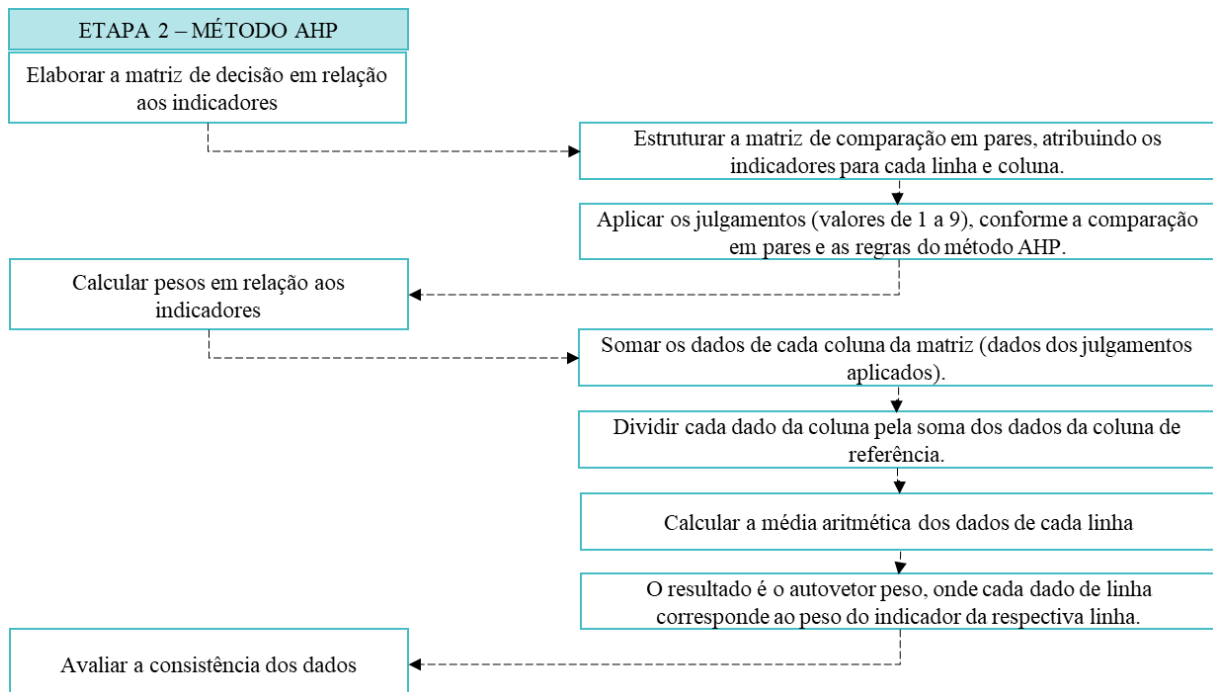 ETAPA 2 – MÉTODO AHP
Elaborar a matriz de decisão em relação
aos indicadores
Estruturar a matriz de comparação em pares, atribuindo os
indicadores para cada linha e coluna.
Aplicar os julgamentos (valores de 1 a 9), conforme a comparação
em pares e as regras do método AHP.
Calcular pesos em relação aos
indicadores
Somar os dados de cada coluna da matriz (dados dos julgamentos
aplicados).
Dividir cada dado da coluna pela soma dos dados da coluna de
referência.
Calcular a média aritmética dos dados de cada linha
O resultado é o autovetor peso, onde cada dado de linha
corresponde ao peso do indicador da respectiva linha.
Avaliar a consistência dos dados